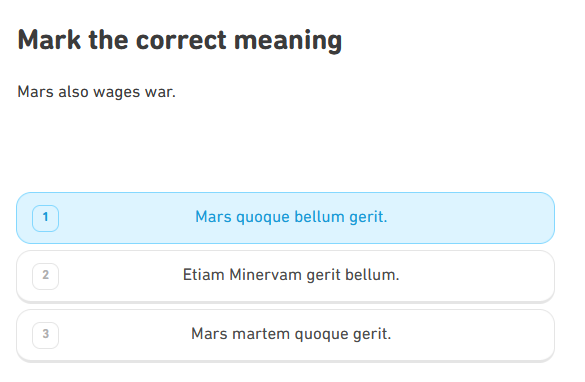 Mark the correct meaning
Mars also wages war.
1 Mars quoque bellum gerit.
2 Etiam Minervam gerit bellum.
3 Mars martem quoque gerit.